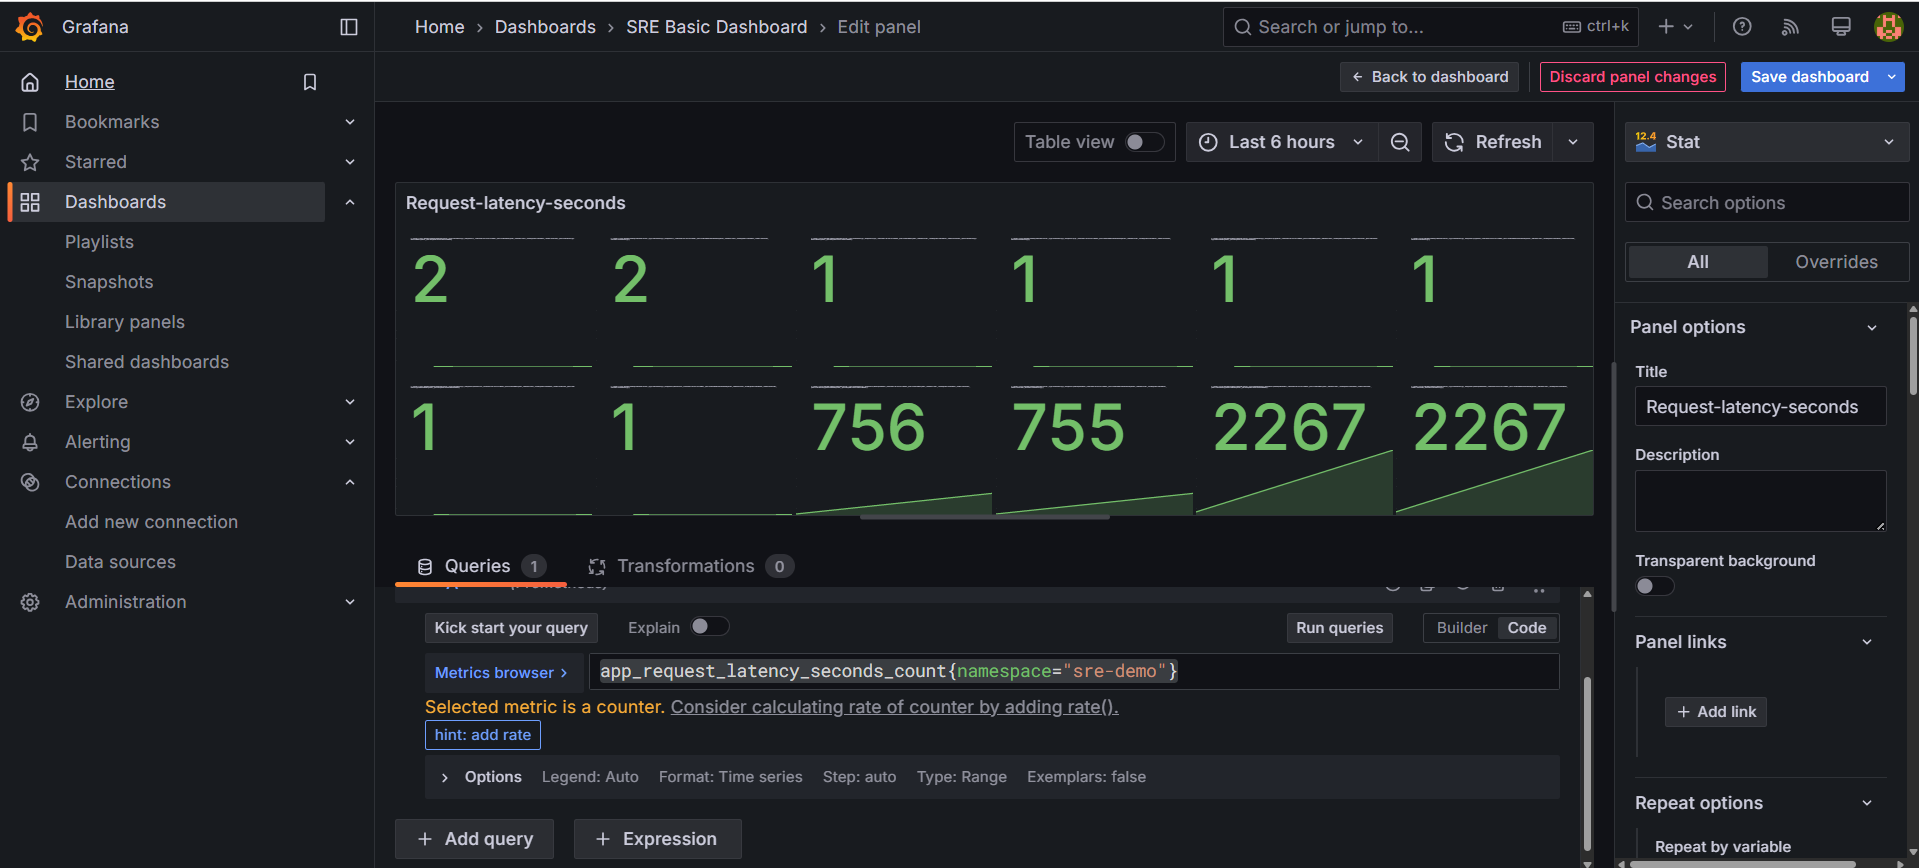 Grafana
Home
Bookmarks
Starred
Dashboards
Playlists
Snapshots
Library panels
Shared dashboards
Explore
Alerting
Connections
Add new connection
Data sources
Administration
Home › Dashboards › SRE Basic Dashboard › Edit panel
Search or jump to... ctrl+k
Back to dashboard Discard panel changes Save dashboard
Table view Last 6 hours Refresh
Request-latency-seconds
2 2 1 1 1 1
1 1 756 755 2267 2267
Queries 1 Transformations 0
Kick start your query Explain Run queries Builder Code
Metrics browser › app_request_latency_seconds_count{namespace="sre-demo"}
Selected metric is a counter. Consider calculating rate of counter by adding rate().
hint: add rate
Options Legend: Auto Format: Time series Step: auto Type: Range Exemplars: false
+ Add query + Expression
12.4 Stat
Search options
All Overrides
Panel options
Title
Request-latency-seconds
Description
Transparent background
Panel links
+ Add link
Repeat options
Repeat by variable